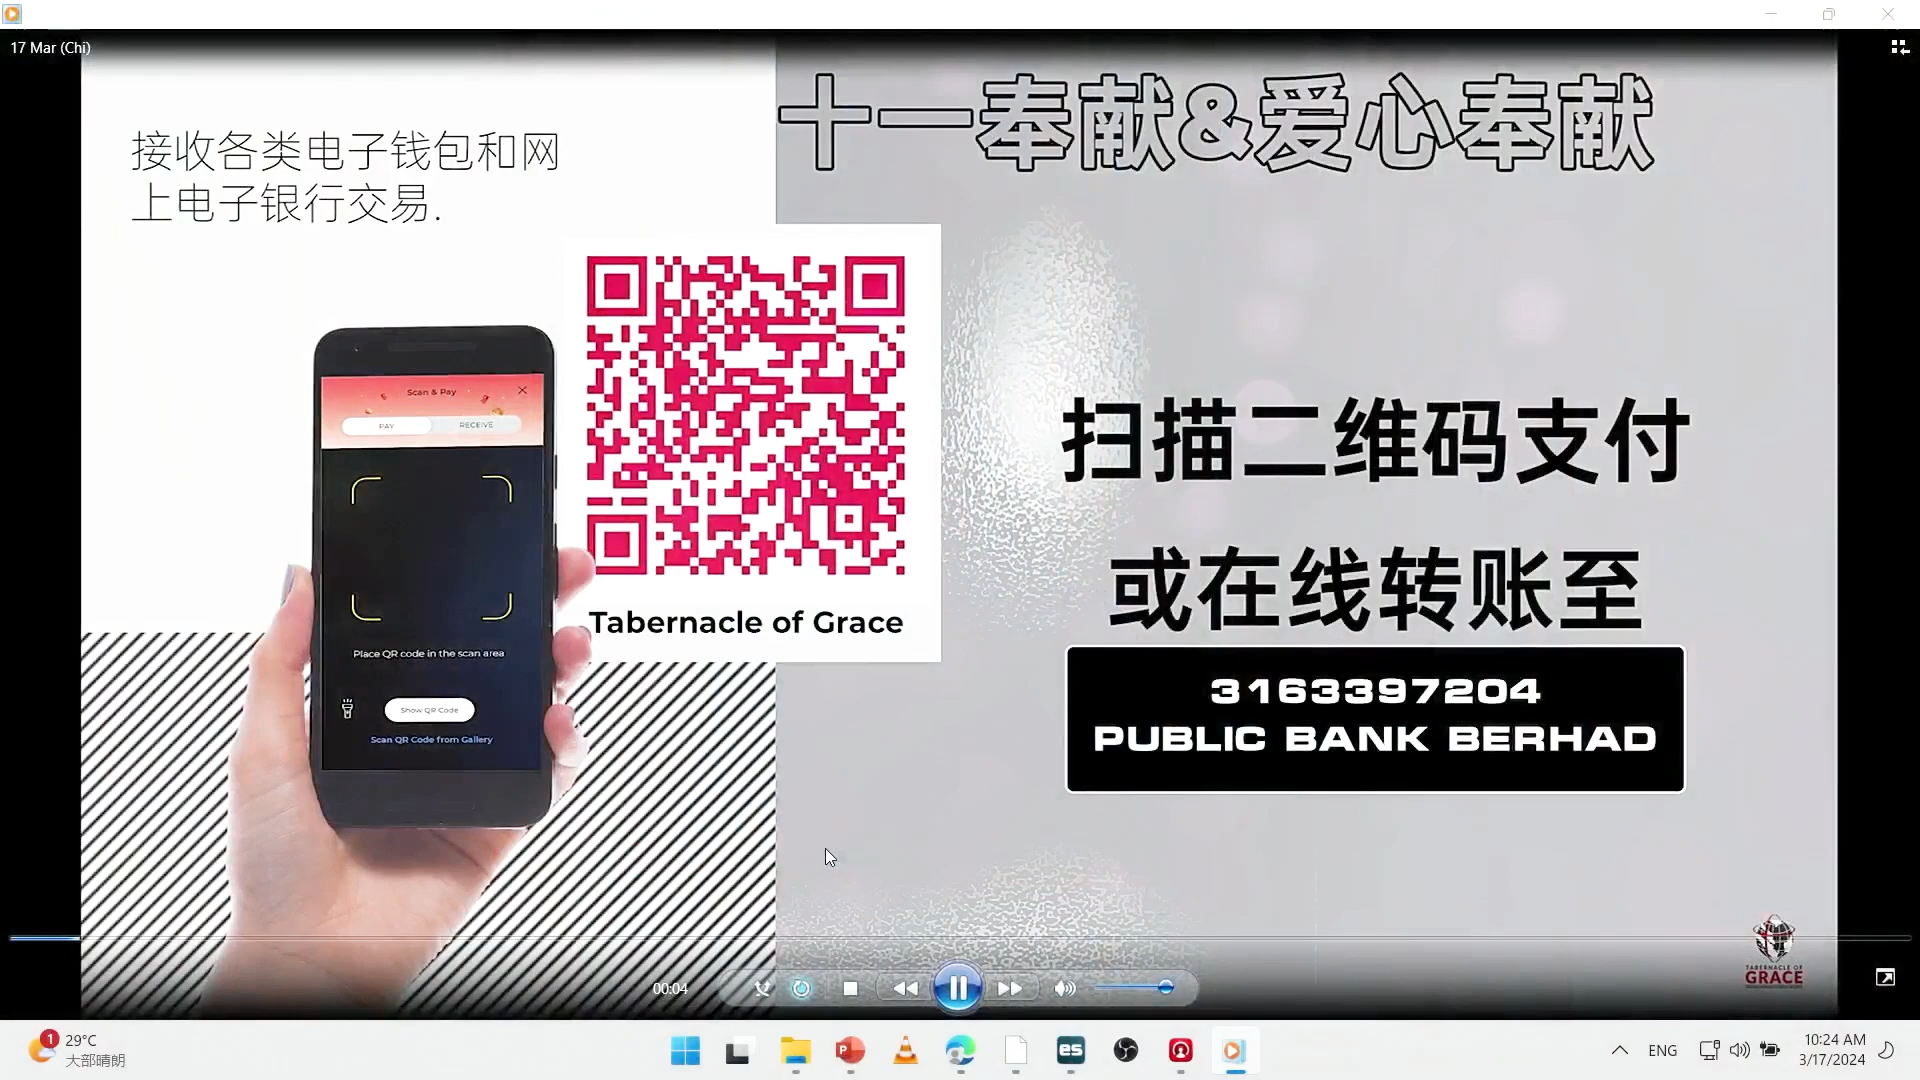 17 Mar (Chi)
接收各类电子钱包和网
上电子银行交易.
十一奉献&爱心奉献
Scan & Pay
PAY
RECEIVE
Place QR code in the scan area
Show QR Code
Scan QR Code from Gallery
Tabernacle of Grace
扫描二维码支付
或在线转账至
3163397204
PUBLIC BANK BERHAD
TABERNACLE OF
GRACE
00:04
1
29°C
大部晴朗
P
es
ENG
10:24 AM
3/17/2024